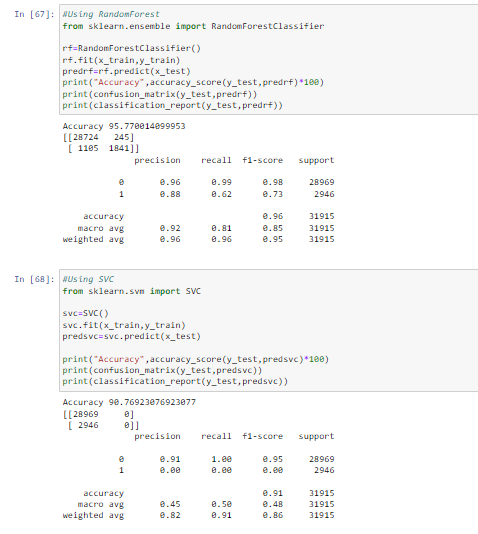 In [67]: #Using RandomForest
from sklearn.ensemble import RandomForestClassifier

rf=RandomForestClassifier()
rf.fit(x_train,y_train)
predrf=rf.predict(x_test)
print("Accuracy",accuracy_score(y_test,predrf)*100)
print(confusion_matrix(y_test,predrf))
print(classification_report(y_test,predrf))

Accuracy 95.770014099953
[[28724   245]
 [ 1105  1841]]
              precision    recall  f1-score   support

           0       0.96      0.99      0.98     28969
           1       0.88      0.62      0.73      2946

    accuracy                           0.96     31915
   macro avg       0.92      0.81      0.85     31915
weighted avg       0.96      0.96      0.95     31915

In [68]: #Using SVC
from sklearn.svm import SVC

svc=SVC()
svc.fit(x_train,y_train)
predsvc=svc.predict(x_test)

print("Accuracy",accuracy_score(y_test,predsvc)*100)
print(confusion_matrix(y_test,predsvc))
print(classification_report(y_test,predsvc))

Accuracy 90.76923076923077
[[28969     0]
 [ 2946     0]]
              precision    recall  f1-score   support

           0       0.91      1.00      0.95     28969
           1       0.00      0.00      0.00      2946

    accuracy                           0.91     31915
   macro avg       0.45      0.50      0.48     31915
weighted avg       0.82      0.91      0.86     31915